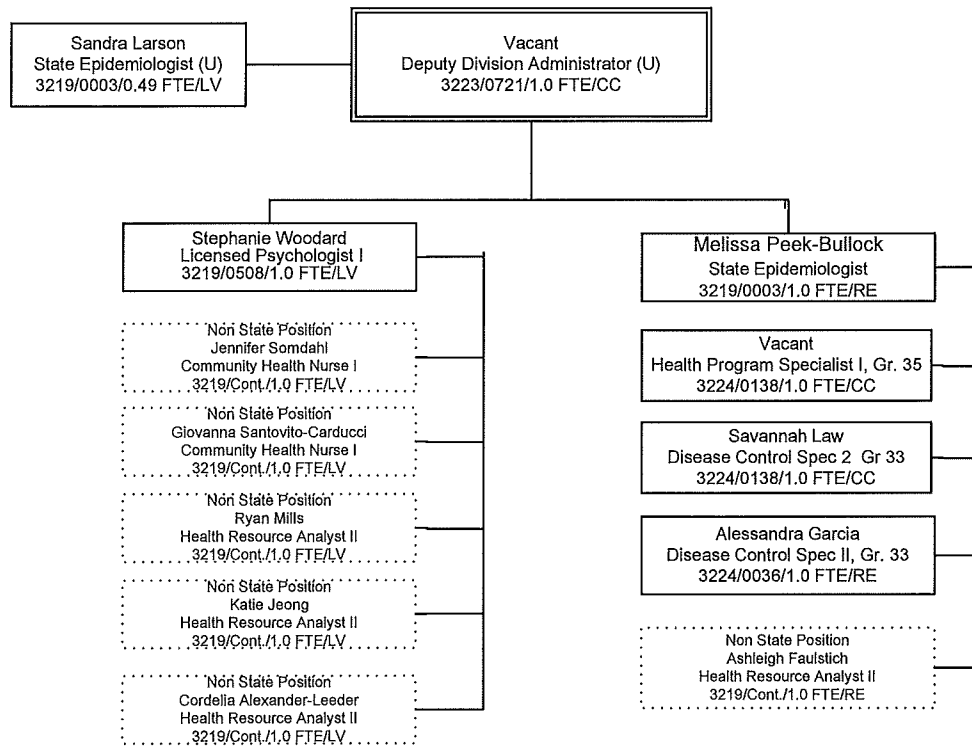 Sandra Larson
State Epidemiologist (U)
3219/0003/0.49 FTE/LV
Vacant
Deputy Division Administrator (U)
3223/0721/1.0 FTE/CC
Stephanie Woodard
Licensed Psychologist I
3219/0508/1.0 FTE/LV
Non State Position
Jennifer Somdahl
Community Health Nurse I
3219/Cont./1.0 FTE/LV
Non State Position
Giovanna Santovito-Carducci
Community Health Nurse I
3219/Cont./1.0 FTE/LV
Non State Position
Ryan Mills
Health Resource Analyst II
3219/Cont./1.0 FTE/LV
Non State Position
Katie Jeong
Health Resource Analyst II
3219/Cont./1.0 FTE/LV
Non State Position
Cordelia Alexander-Leeder
Health Resource Analyst II
3219/Cont./1.0 FTE/LV
Melissa Peek-Bullock
State Epidemiologist
3219/0003/1.0 FTE/RE
Vacant
Health Program Specialist I, Gr. 35
3224/0138/1.0 FTE/CC
Savannah Law
Disease Control Spec 2 Gr 33
3224/0138/1.0 FTE/CC
Alessandra Garcia
Disease Control Spec II, Gr. 33
3224/0036/1.0 FTE/RE
Non State Position
Ashleigh Faulstich
Health Resource Analyst II
3219/Cont./1.0 FTE/RE